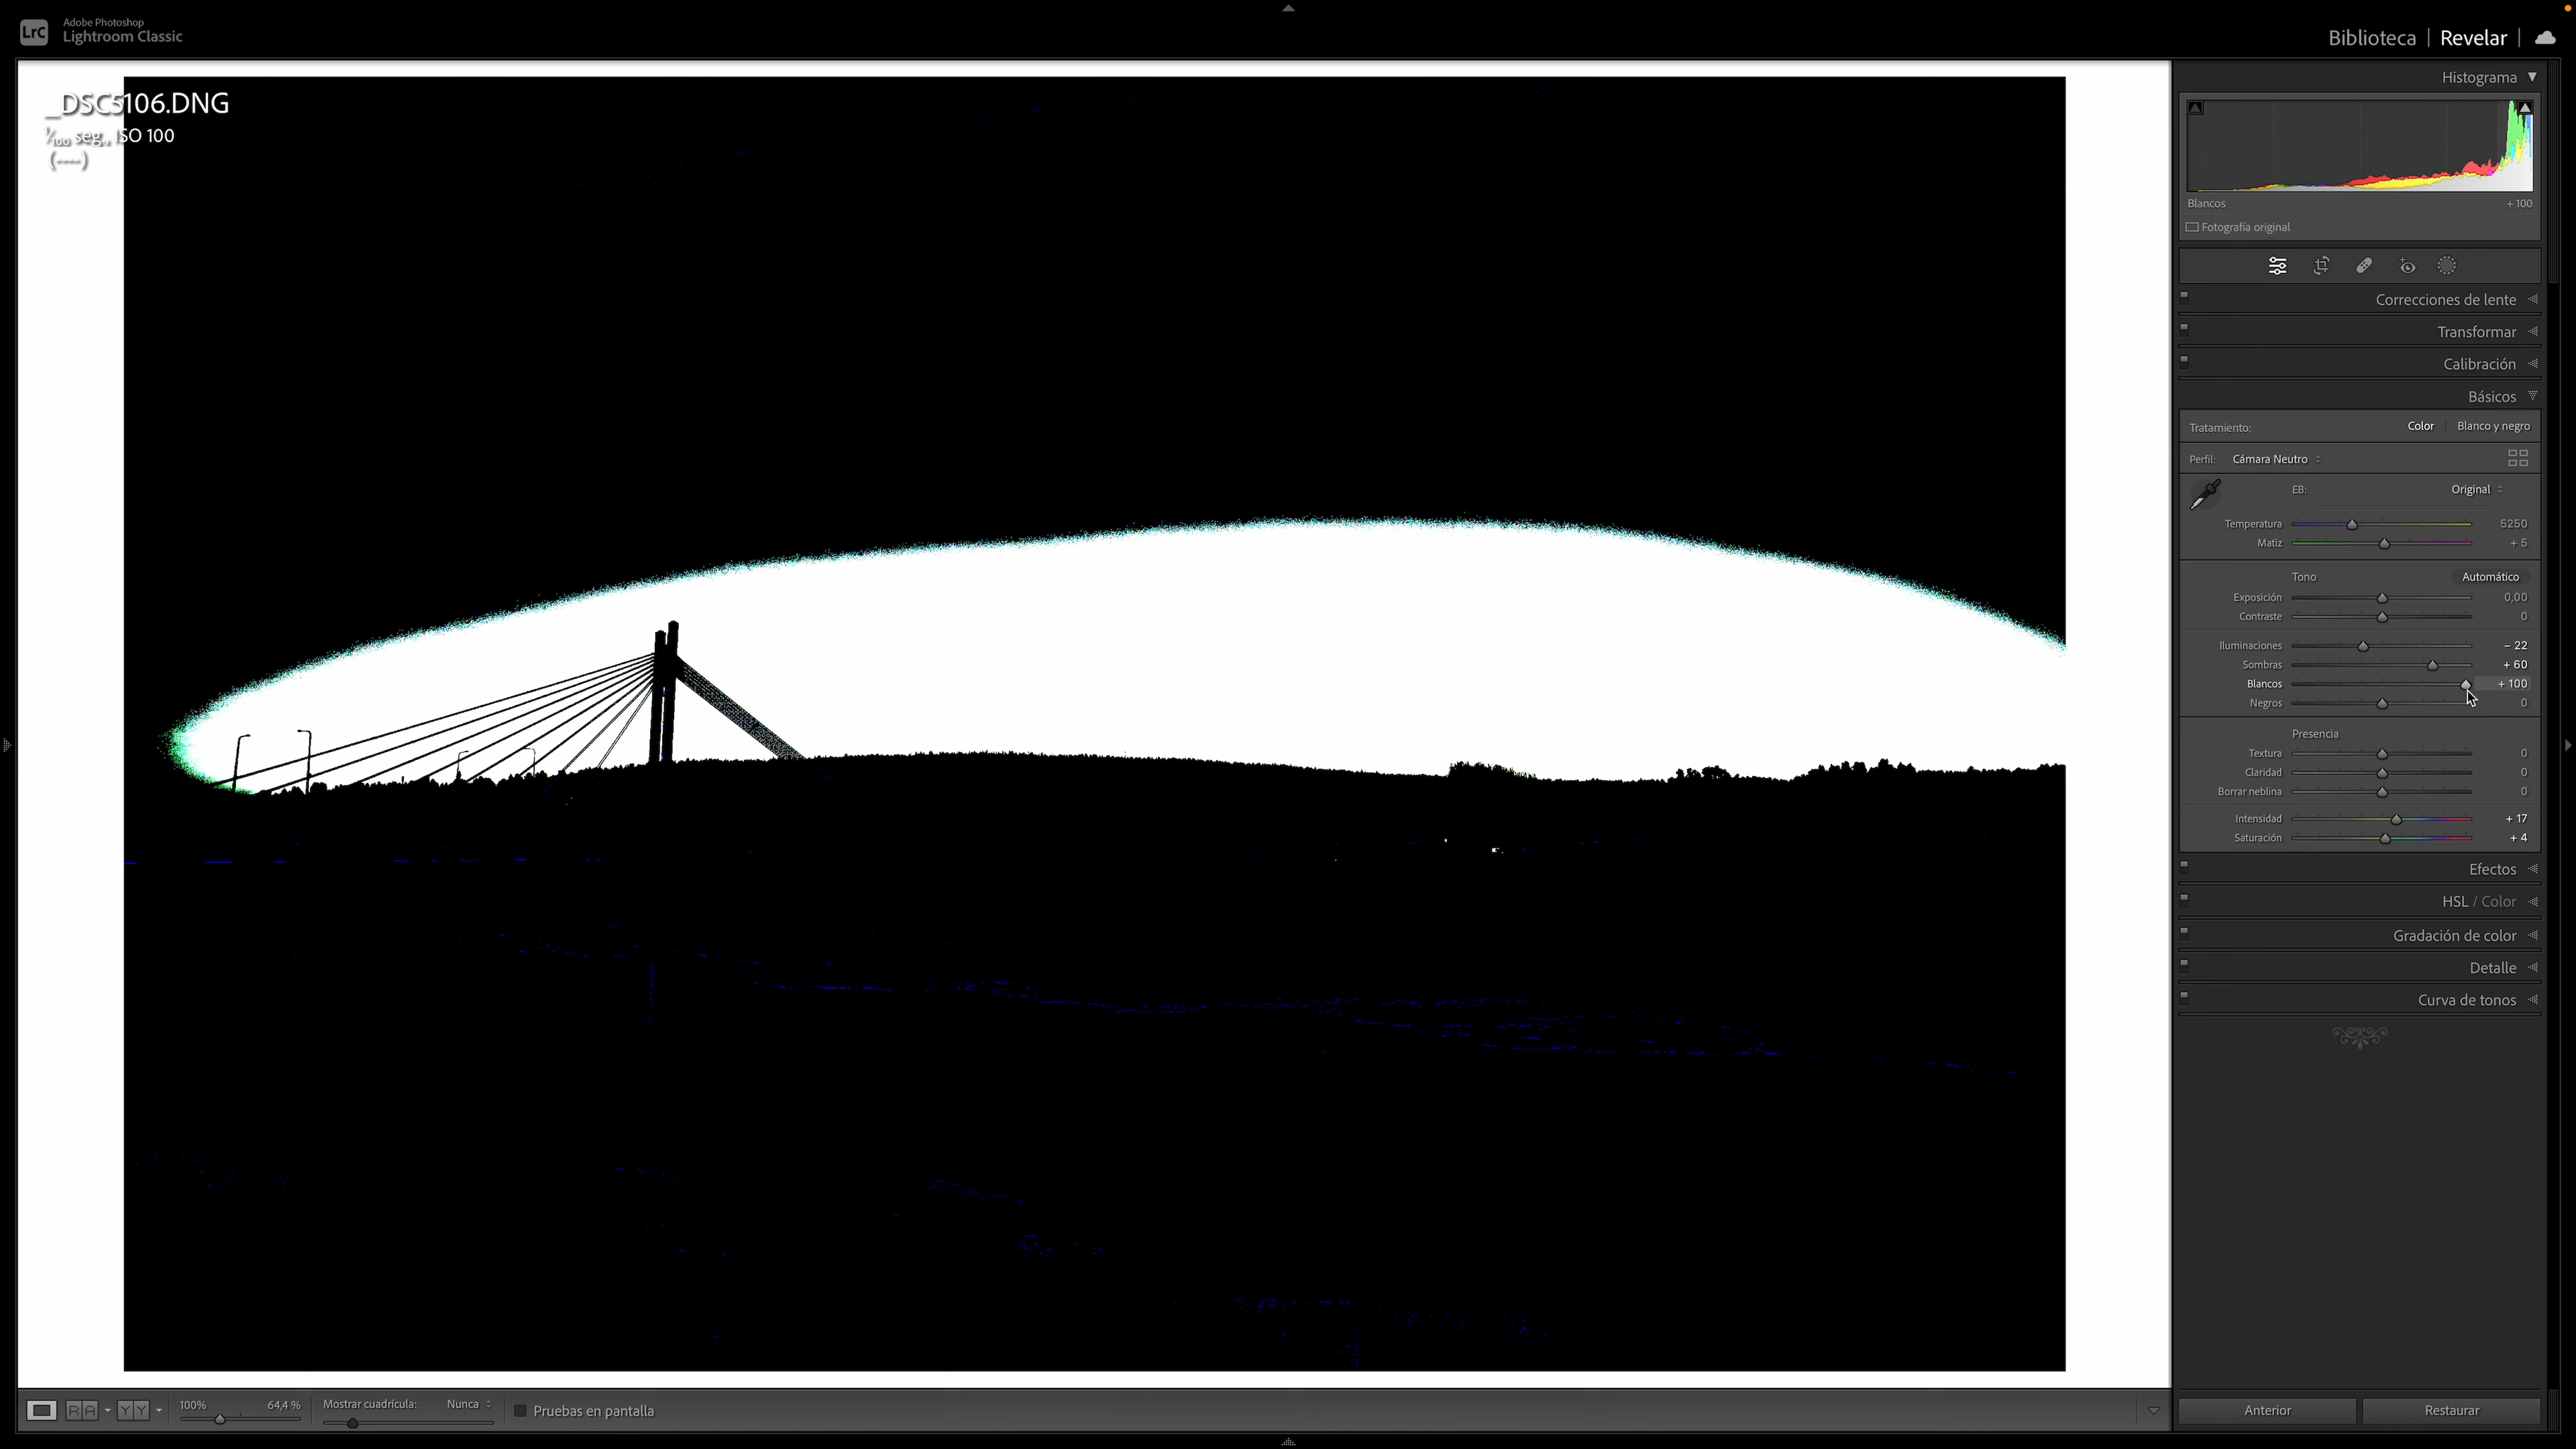 LrC
Adobe Photoshop
Lightroom Classic
Biblioteca | Revelar |
_DSC5106.DNG
1/100 seg., ISO 100
(----)
Histograma
Blancos + 100
Fotografía original
Correcciones de lente
Transformar
Calibración
Básicos
Tratamiento: Color | Blanco y negro
Perfil: Cámara Neutro
EB: Original
Temperatura 5250
Matiz + 5
Tono Automático
Exposición 0,00
Contraste 0
Iluminaciones − 22
Sombras + 60
Blancos + 100
Negros 0
Presencia
Textura 0
Claridad 0
Borrar neblina 0
Intensidad + 17
Saturación + 4
Efectos
HSL / Color
Gradación de color
Detalle
Curva de tonos
R A Y Y 100% 64,4 % Mostrar cuadrícula: Nunca Pruebas en pantalla
Anterior Restaurar